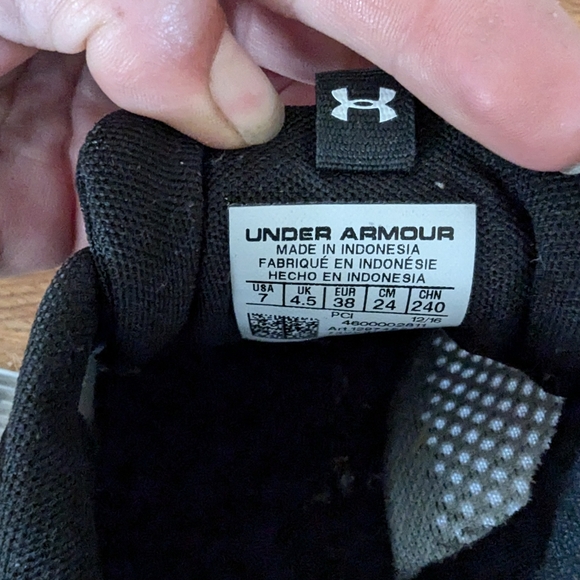 UNDER ARMOUR
MADE IN INDONESIA
FABRIQUÉ EN INDONÉSIE
HECHO EN INDONESIA
USA UK EUR CM CHN
7 4.5 38 24 240
PCI 12/16
Art